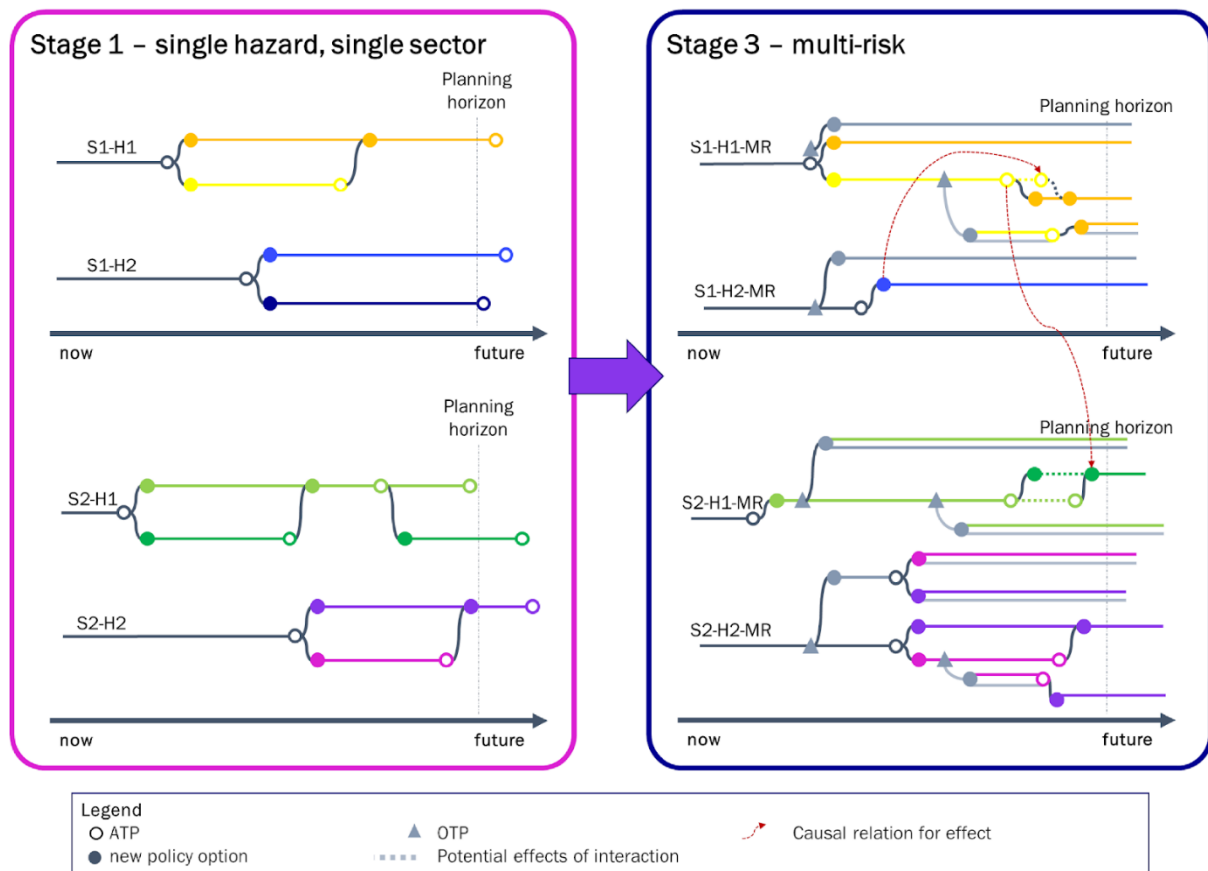 Stage 1 – single hazard, single sector
Planning
horizon
S1-H1
S1-H2
now
future
Planning
horizon
S2-H1
S2-H2
now
future
Stage 3 – multi-risk
Planning horizon
S1-H1-MR
S1-H2-MR
now
future
Planning horizon
S2-H1-MR
S2-H2-MR
now
future
Legend
ATP
OTP
Causal relation for effect
new policy option
Potential effects of interaction